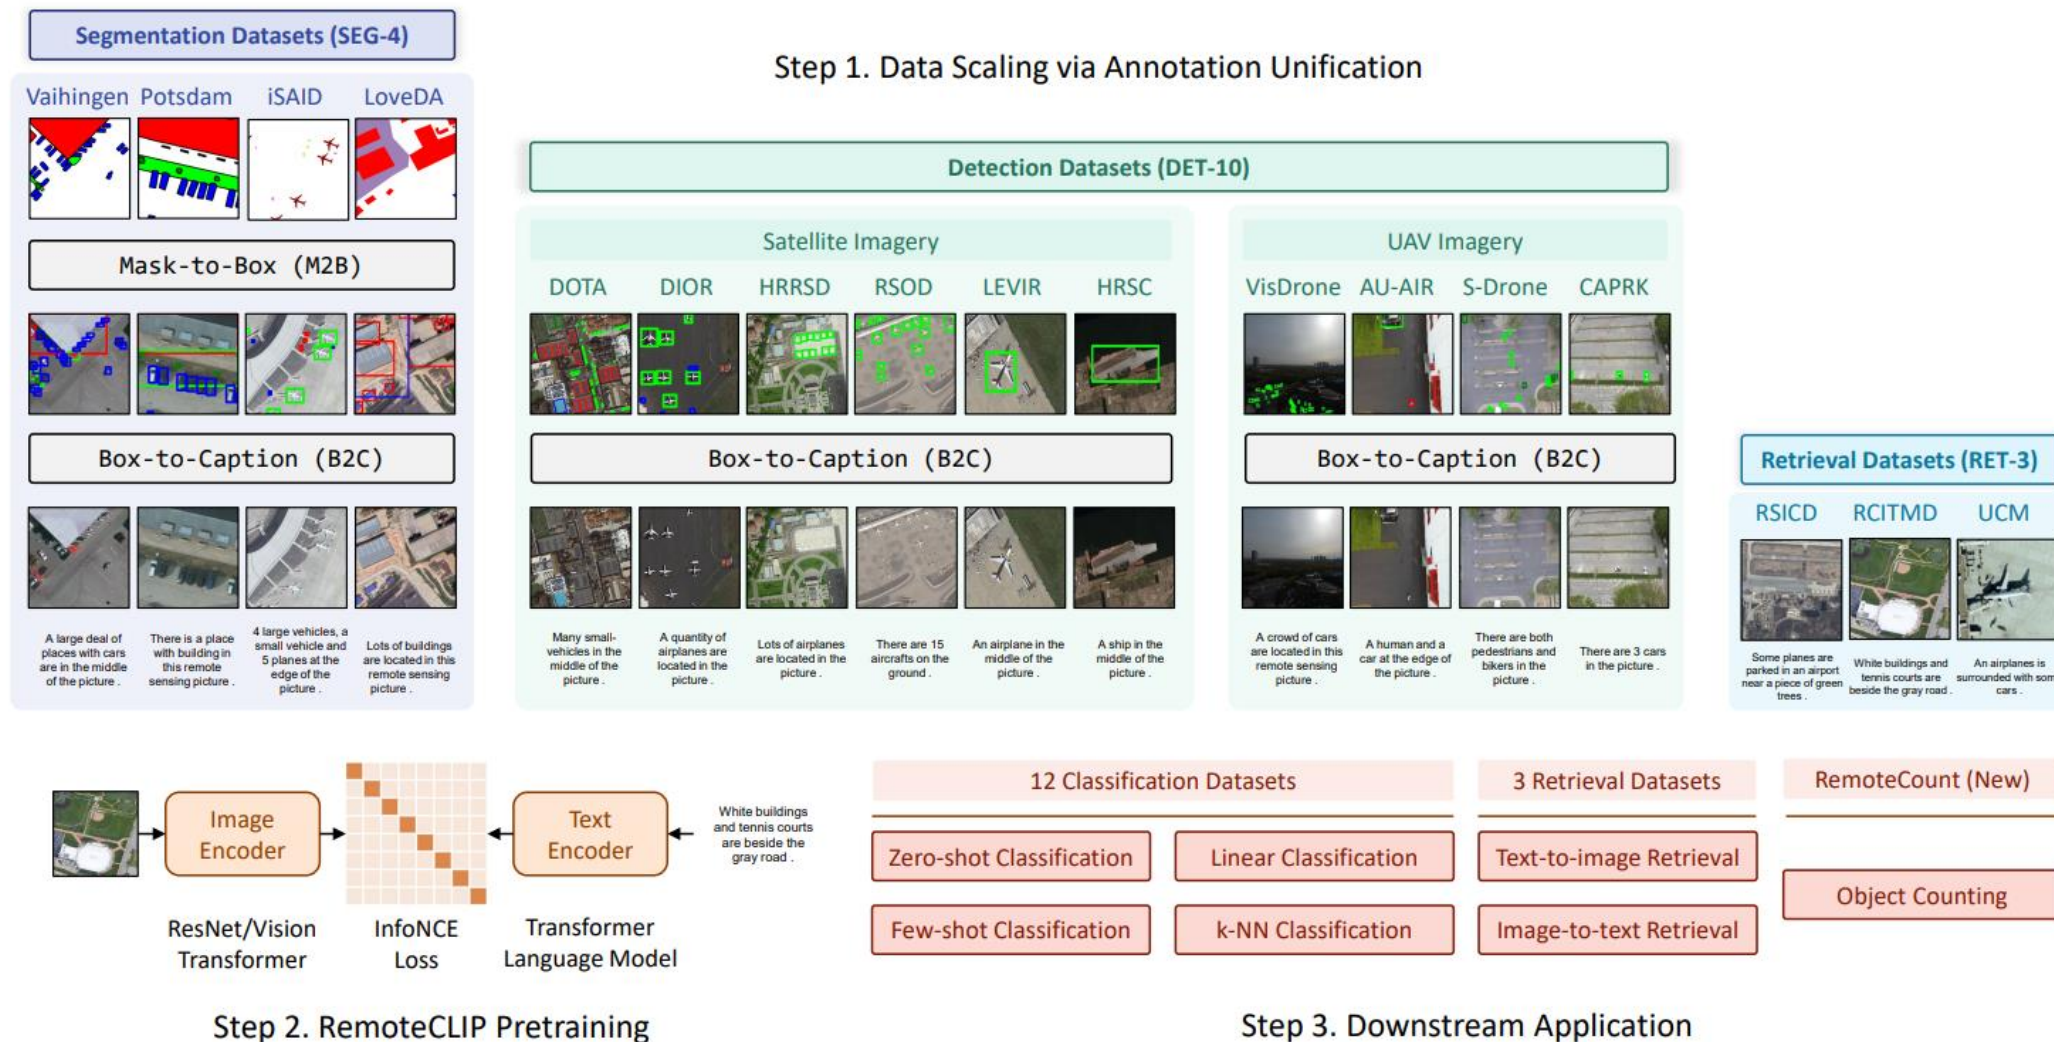 Segmentation Datasets (SEG-4)
Step 1. Data Scaling via Annotation Unification
Vaihingen Potsdam iSAID LoveDA
Mask-to-Box (M2B)
Box-to-Caption (B2C)
A large deal of
places with cars
are in the middle
of the picture .
There is a place
with building in
this remote
sensing picture .
4 large vehicles, a
small vehicle and
5 planes at the
edge of the
picture .
Lots of buildings
are located in this
remote sensing
picture .
Detection Datasets (DET-10)
Satellite Imagery
DOTA DIOR HRRSD RSOD LEVIR HRSC
Box-to-Caption (B2C)
Many small-
vehicles in the
middle of the
picture .
A quantity of
airplanes are
located in the
picture .
Lots of airplanes
are located in the
picture .
There are 15
aircrafts on the
ground .
An airplane in the
middle of the
picture .
A ship in the
middle of the
picture .
UAV Imagery
VisDrone AU-AIR S-Drone CAPRK
Box-to-Caption (B2C)
A crowd of cars
are located in this
remote sensing
picture .
A human and a
car at the edge of
the picture .
There are both
pedestrians and
bikers in the
picture .
There are 3 cars
in the picture .
Retrieval Datasets (RET-3)
RSICD RCITMD UCM
Some planes are
parked in an airport
near a piece of green
trees .
White buildings and
tennis courts are
beside the gray road .
An airplanes is
surrounded with som
cars .
Image
Encoder
Text
Encoder
White buildings
and tennis courts
are beside the
gray road .
ResNet/Vision
Transformer
InfoNCE
Loss
Transformer
Language Model
Step 2. RemoteCLIP Pretraining
12 Classification Datasets
3 Retrieval Datasets
RemoteCount (New)
Zero-shot Classification
Linear Classification
Text-to-image Retrieval
Object Counting
Few-shot Classification
k-NN Classification
Image-to-text Retrieval
Step 3. Downstream Application